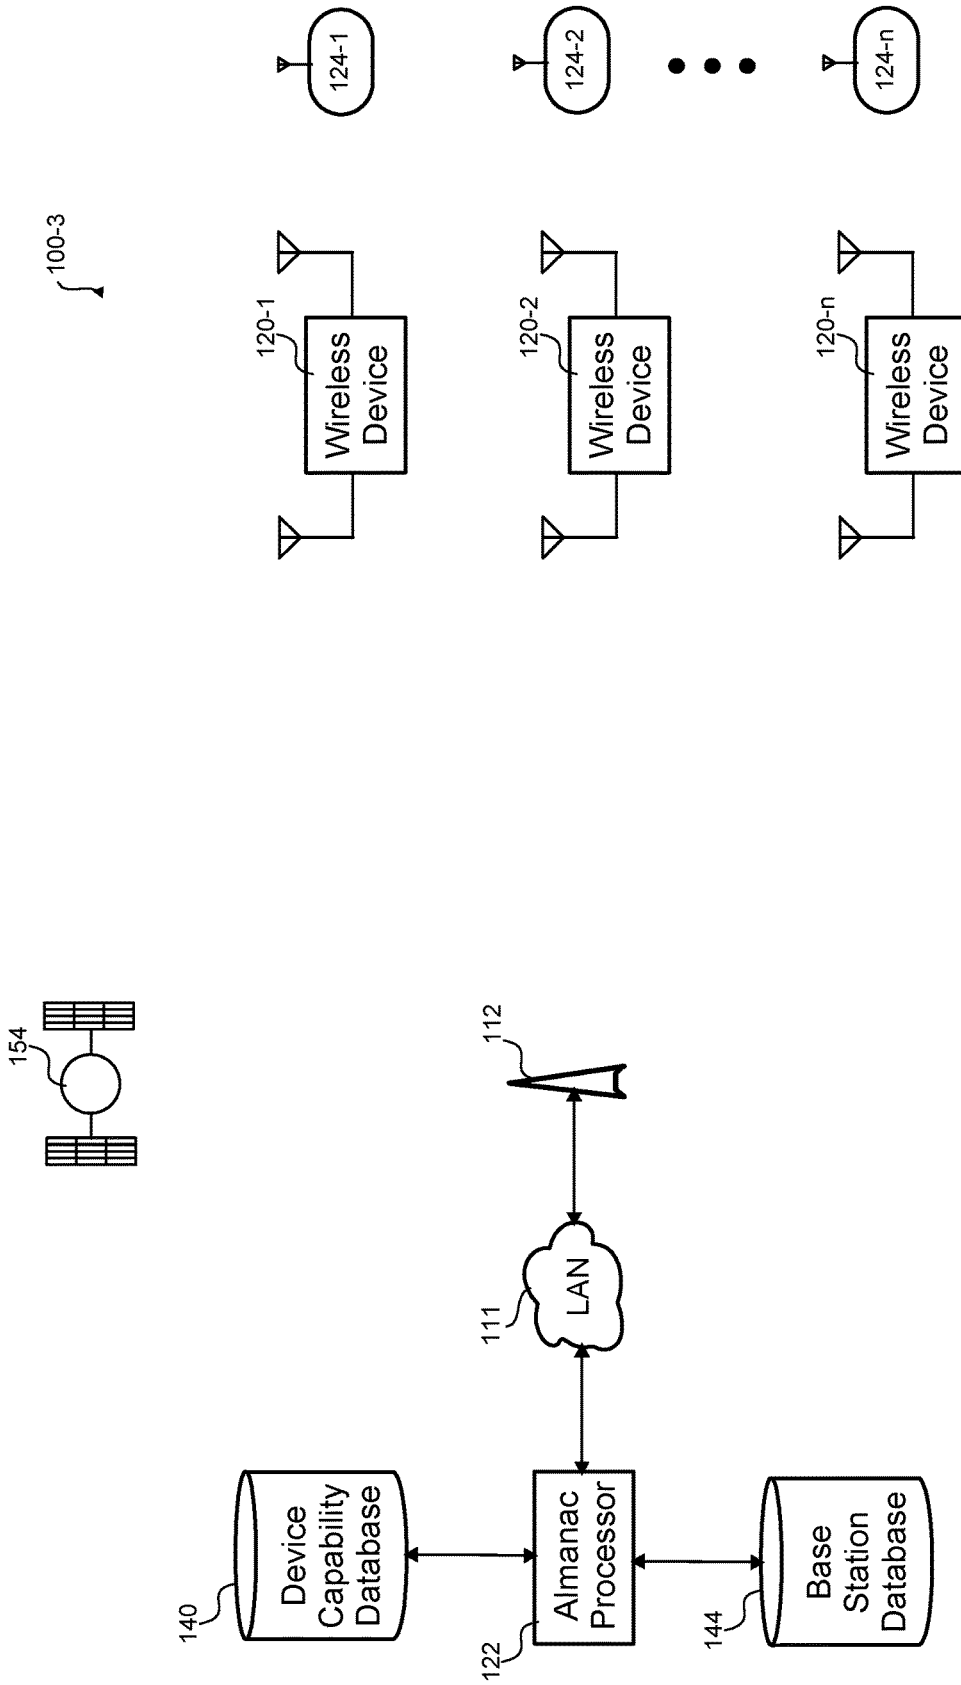 100-3
154
140
Device
Capability
Database
122
Almanac
Processor
144
Base
Station
Database
111
LAN
112
120-1
Wireless
Device
124-1
120-2
Wireless
Device
124-2
120-n
Wireless
Device
124-n